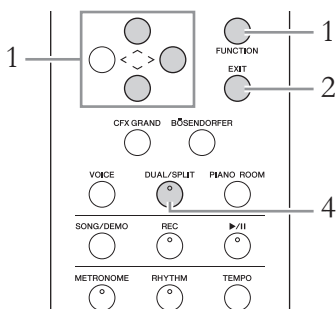 1
< >
1
FUNCTION
EXIT
2
CFX GRAND BÖSENDORFER
VOICE DUAL/SPLIT PIANO ROOM
4
SONG/DEMO REC ▶/II
METRONOME RHYTHM TEMPO